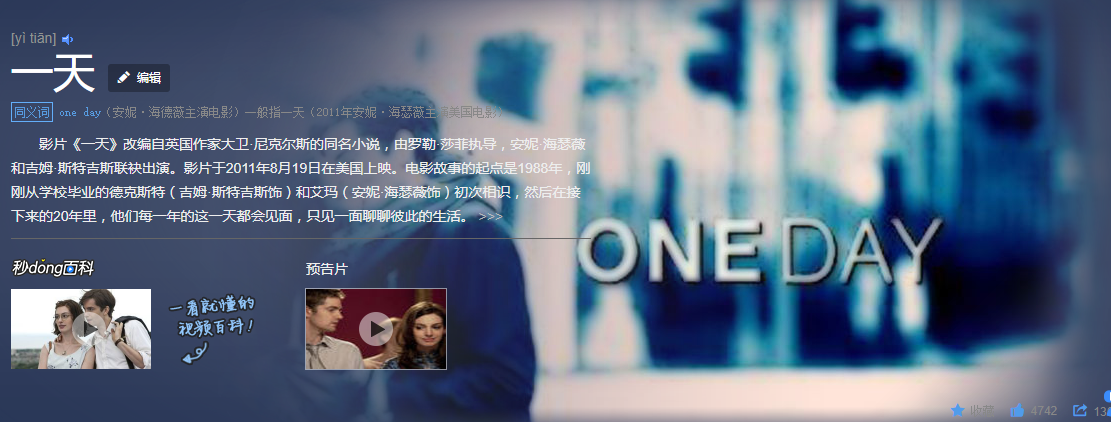 [yì tiān]
一天
编辑
同义词 one day（安妮·海德薇主演电影）一般指一天（2011年安妮·海瑟薇主演美国电影）
影片《一天》改编自英国作家大卫·尼克尔斯的同名小说，由罗勒·莎菲执导，安妮·海瑟薇
和吉姆·斯特吉斯联袂出演。影片于2011年8月19日在美国上映。电影故事的起点是1988年，刚
刚从学校毕业的德克斯特（吉姆·斯特吉斯饰）和艾玛（安妮·海瑟薇饰）初次相识，然后在接
下来的20年里，他们每一年的这一天都会见面，只见一面聊聊彼此的生活。 >>>
ONE DAY
秒dǒng百科
预告片
一看就懂的
视频百科！
收藏 4742